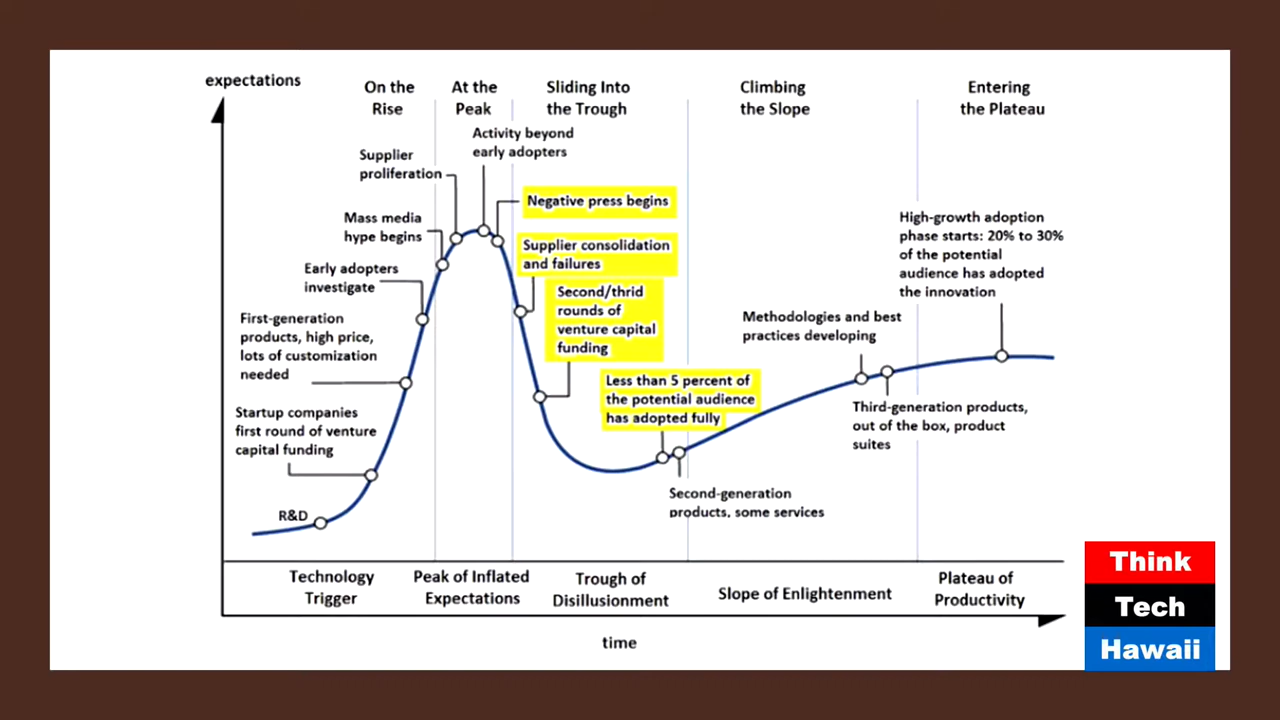 expectations
On the
Rise
At the
Peak
Sliding Into
the Trough
Climbing
the Slope
Entering
the Plateau
Activity beyond
early adopters
Supplier
proliferation
Negative press begins
Mass media
hype begins
Supplier consolidation
and failures
Early adopters
investigate
Second/thrid
rounds of
venture capital
funding
First-generation
products, high price,
lots of customization
needed
Less than 5 percent of
the potential audience
has adopted fully
Startup companies
first round of venture
capital funding
R&D
High-growth adoption
phase starts: 20% to 30%
of the potential
audience has adopted
the innovation
Methodologies and best
practices developing
Third-generation products,
out of the box, product
suites
Second-generation
products, some services
Technology
Trigger
Peak of Inflated
Expectations
Trough of
Disillusionment
Slope of Enlightenment
Plateau of
Productivity
time
Think
Tech
Hawaii